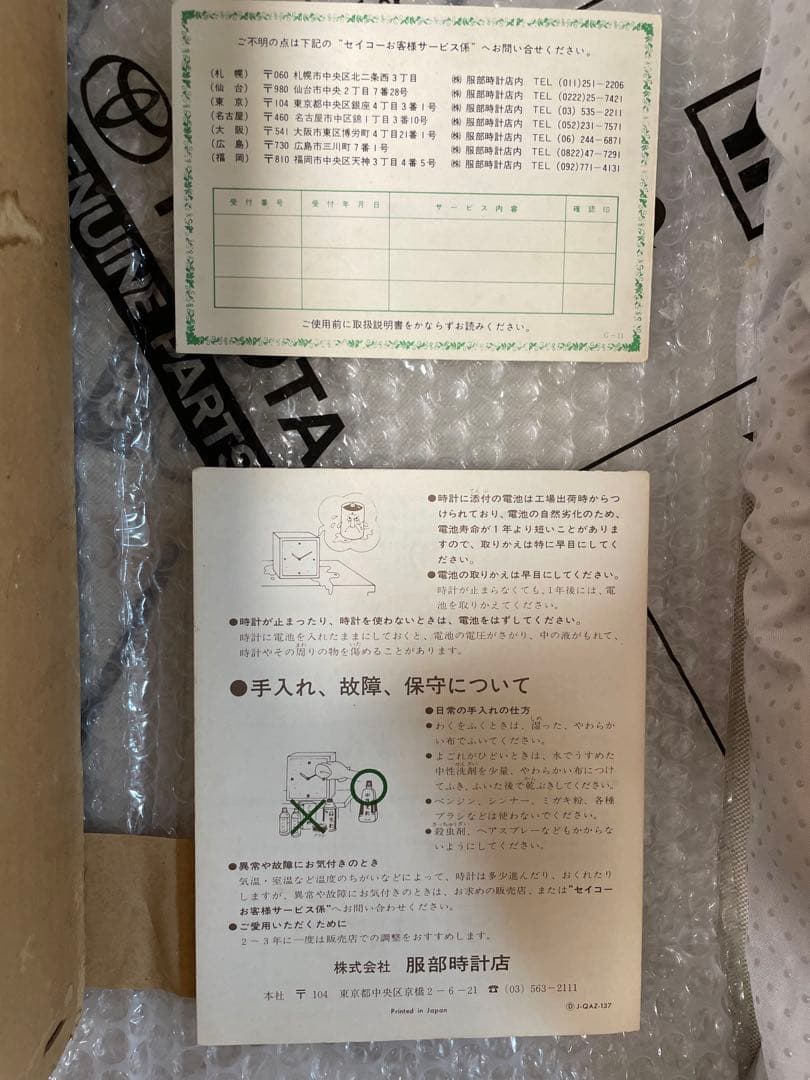 ご不明の点は下記の "セイコーお客様サービス係" へお問い合せください。
(札 幌) 〒060 札幌市中央区北二条西3丁目 ㈱ 服部時計店内 TEL (011)251-2206
(仙 台) 〒980 仙台市中央2丁目7番28号 ㈱ 服部時計店内 TEL (0222)25-7421
(東 京) 〒104 東京都中央区銀座4丁目3番1号 ㈱ 服部時計店内 TEL (03) 535-2211
(名古屋) 〒460 名古屋市中区錦1丁目3番10号 ㈱ 服部時計店内 TEL (052)231-7571
(大 阪) 〒541 大阪市東区博労町4丁目21番1号 ㈱ 服部時計店内 TEL (06) 244-6871
(広 島) 〒730 広島市三川町7番1号 ㈱ 服部時計店内 TEL (0822)47-7291
(福 岡) 〒810 福岡市中央区天神3丁目4番5号 ㈱ 服部時計店内 TEL (092)771-4131
受付番号 受付年月日 サービス内容 確認印
ご使用前に取扱説明書をかならずお読みください。
G-11
GENUINE PARTS
TOYOTA
●時計に添付の電池は工場出荷時からつ
けられており、電池の自然劣化のため、
電池寿命が1年より短いことがありま
すので、取りかえは特に早目にしてく
ださい。
●電池の取りかえは早目にしてください。
時計が止まらなくても、1年後には、電
池を取りかえてください。
●時計が止まったり、時計を使わないときは、電池をはずしてください。
時計に電池を入れたままにしておくと、電池の電圧がさがり、中の液がもれて、
時計やその周りの物を傷めることがあります。
●手入れ、故障、保守について
●日常の手入れの仕方
●わくをふくときは、湿った、やわらか
い布でふいてください。
●よごれがひどいときは、水でうすめた
中性洗剤を少量、やわらかい布につけ
てふき、ふいた後で乾ぶきしてください。
●ベンジン、シンナー、ミガキ粉、各種
ブラシなどは使わないでください。
●殺虫剤、ヘアスプレーなどもかからな
いようにしてください。
●異常や故障にお気付きのとき
気温・室温など温度のちがいなどによって、時計は多少進んだり、おくれたり
しますが、異常や故障にお気付きのときは、お求めの販売店、または"セイコー
お客様サービス係"へお問い合わせください。
●ご愛用いただくために
2－3年に一度は販売店での調整をおすすめします。
株式会社 服部時計店
本社 〒 104 東京都中央区京橋2－6－21 ☎ (03) 563-2111
Printed in Japan
Ⓓ J-QAZ-137